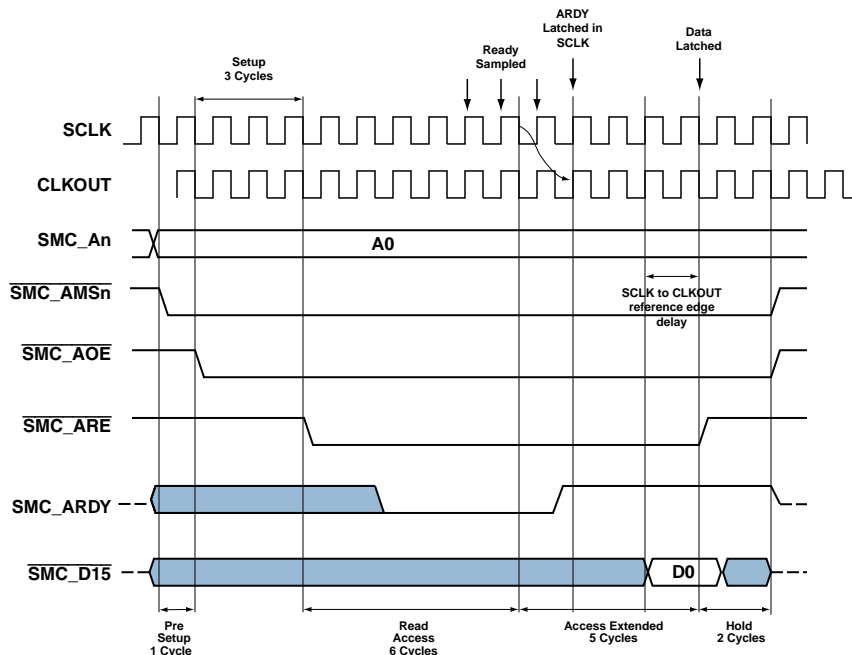 ARDY
Latched in
SCLK
Data
Latched
Ready
Sampled
Setup
3 Cycles
SCLK
CLKOUT
SMC_An
A0
SMC_AMSn
SCLK to CLKOUT
reference edge
delay
SMC_AOE
SMC_ARE
SMC_ARDY
SMC_D15
D0
Pre
Setup
1 Cycle
Read
Access
6 Cycles
Access Extended
5 Cycles
Hold
2 Cycles